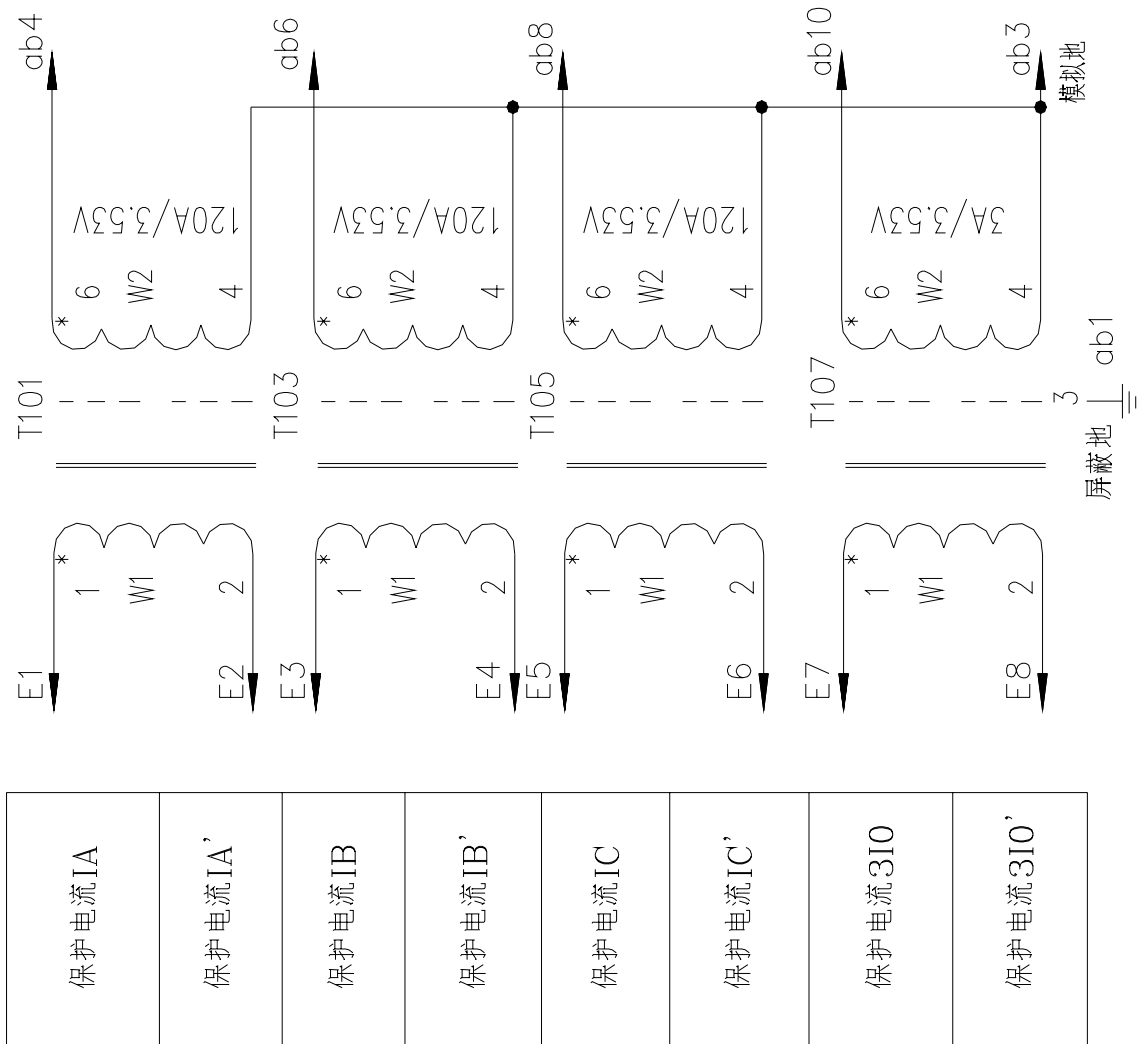 ab4
ab6
ab8
ab10
ab3
模拟地
120A/3.53V
120A/3.53V
120A/3.53V
3A/3.53V
* 6 W2 4
* 6 W2 4
* 6 W2 4
* 6 W2 4
T101
T103
T105
T107
3
ab1
屏蔽地
* 1 W1 2
* 1 W1 2
* 1 W1 2
* 1 W1 2
E1
E2
E3
E4
E5
E6
E7
E8
保护电流IA
保护电流IA'
保护电流IB
保护电流IB'
保护电流IC
保护电流IC'
保护电流3I0
保护电流3I0'